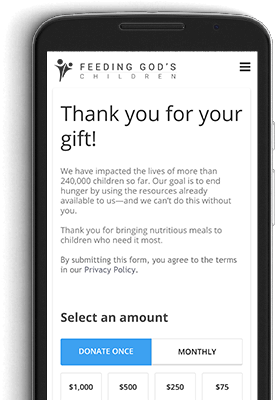 FEEDING GOD'S
CHILDREN
Thank you for your
gift!
We have impacted the lives of more than
240,000 children so far. Our goal is to end
hunger by using the resources already
available to us—and we can't do this without
you.
Thank you for bringing nutritious meals to
children who need it most.
By submitting this form, you agree to the terms
in our Privacy Policy.
Select an amount
DONATE ONCE MONTHLY
$1,000 $500 $250 $75